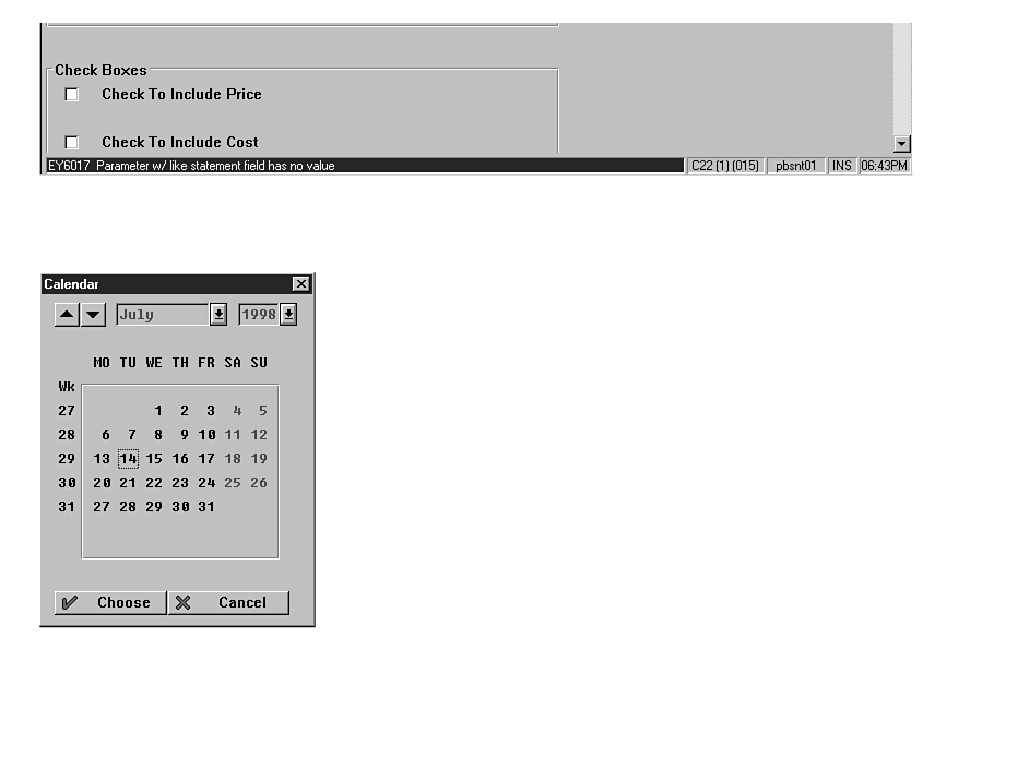 Check Boxes
Check To Include Price
Check To Include Cost
EY6017 Parameter w/ like statement field has no value C22 (1) (015) pbsnt01 INS 06:43PM
Calendar
July 1998
MO TU WE TH FR SA SU
Wk
27 1 2 3 4 5
28 6 7 8 9 10 11 12
29 13 14 15 16 17 18 19
30 20 21 22 23 24 25 26
31 27 28 29 30 31
Choose Cancel